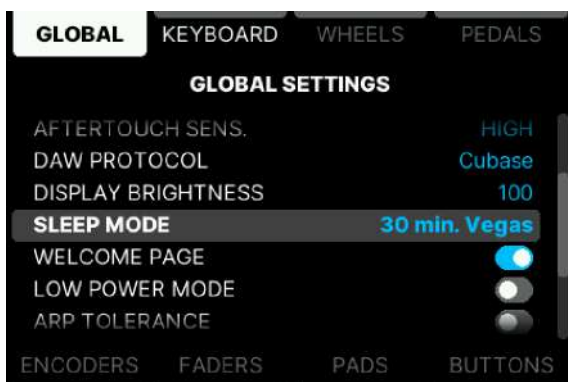 GLOBAL KEYBOARD WHEELS PEDALS
GLOBAL SETTINGS
AFTERTOUCH SENS. HIGH
DAW PROTOCOL Cubase
DISPLAY BRIGHTNESS 100
SLEEP MODE 30 min. Vegas
WELCOME PAGE
LOW POWER MODE
ARP TOLERANCE
ENCODERS FADERS PADS BUTTONS